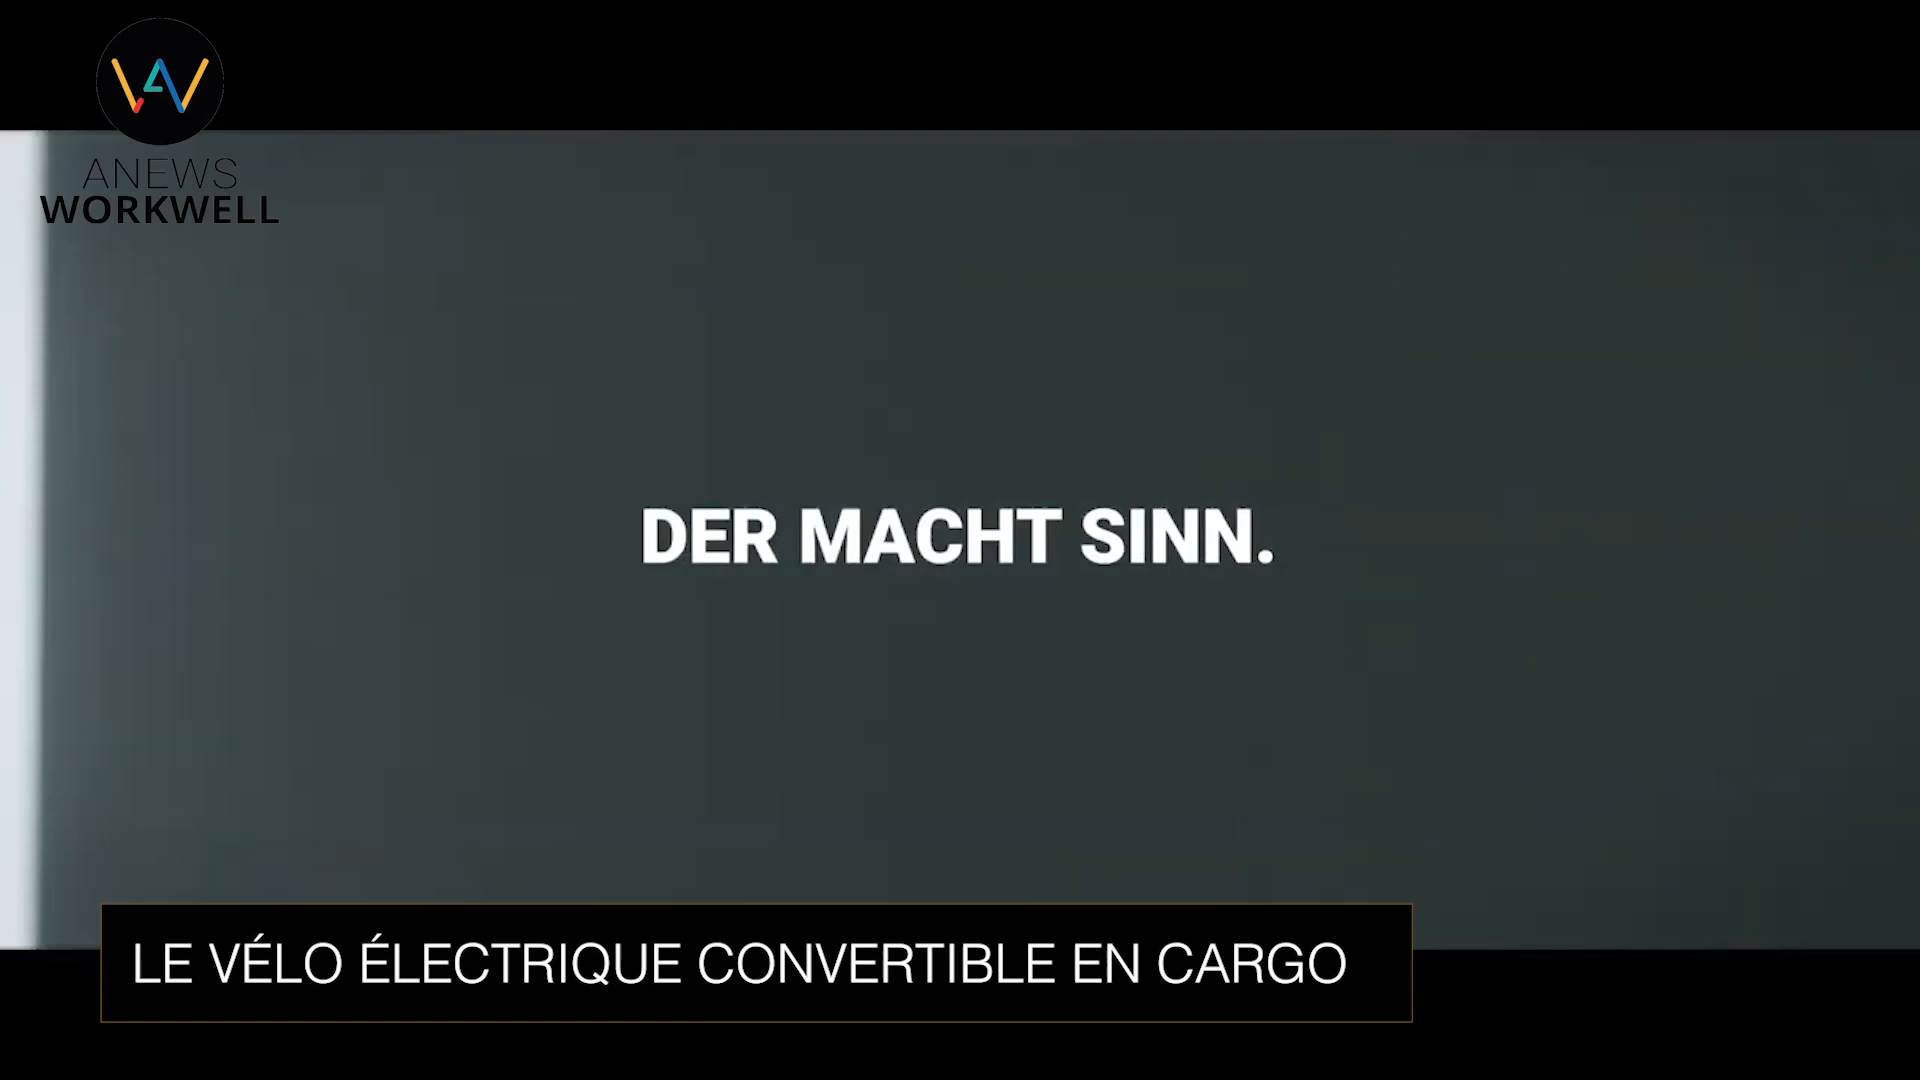 ANEWS
WORKWELL
DER MACHT SINN.
LE VÉLO ÉLECTRIQUE CONVERTIBLE EN CARGO